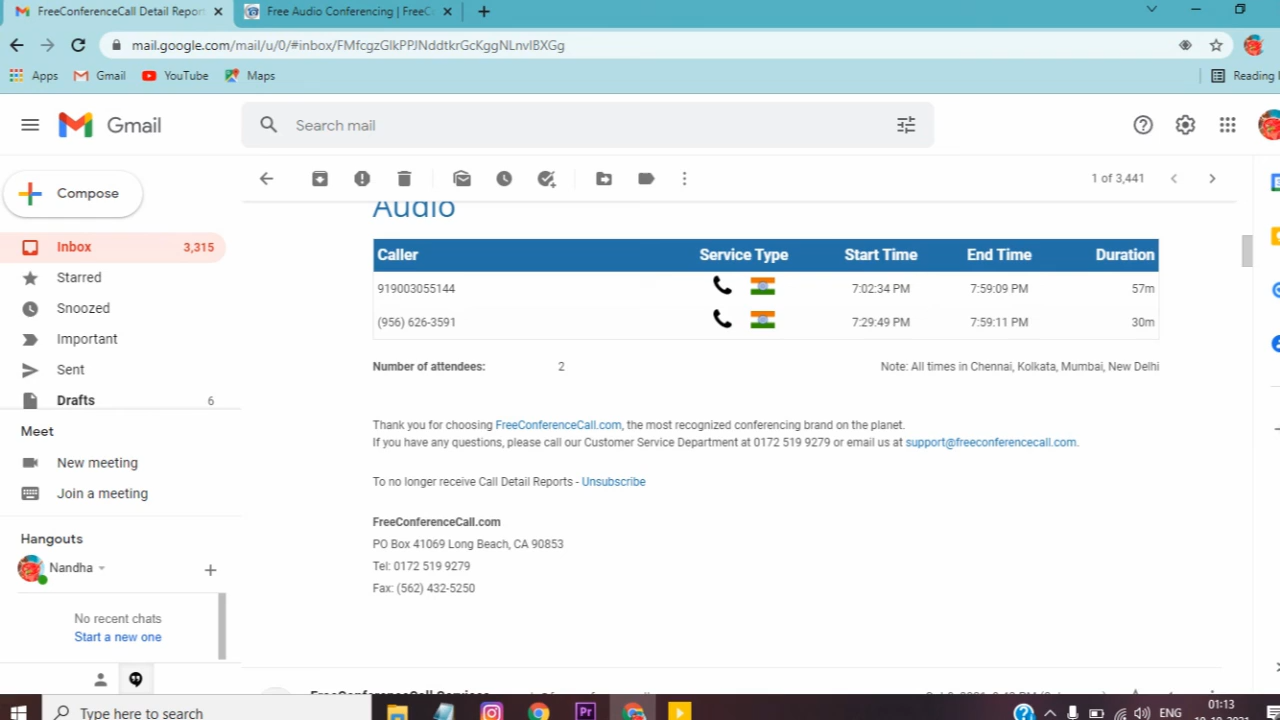 FreeConferenceCall Detail Report
Free Audio Conferencing | FreeC
mail.google.com/mail/u/0/#inbox/FMfcgzGlkPPJNddtkrGcKggNLnvlBXGg
Apps Gmail YouTube Maps Reading
Gmail
Search mail
Compose
1 of 3,441
Inbox 3,315
Starred
Snoozed
Important
Sent
Drafts 6
Meet
New meeting
Join a meeting
Hangouts
Nandha
No recent chats
Start a new one
Audio
Caller Service Type Start Time End Time Duration
919003055144 7:02:34 PM 7:59:09 PM 57m
(956) 626-3591 7:29:49 PM 7:59:11 PM 30m
Number of attendees: 2 Note: All times in Chennai, Kolkata, Mumbai, New Delhi
Thank you for choosing FreeConferenceCall.com, the most recognized conferencing brand on the planet.
If you have any questions, please call our Customer Service Department at 0172 519 9279 or email us at support@freeconferencecall.com.
To no longer receive Call Detail Reports - Unsubscribe
FreeConferenceCall.com
PO Box 41069 Long Beach, CA 90853
Tel: 0172 519 9279
Fax: (562) 432-5250
FreeConferenceCall Services
Type here to search
Pr
ENG
01:13